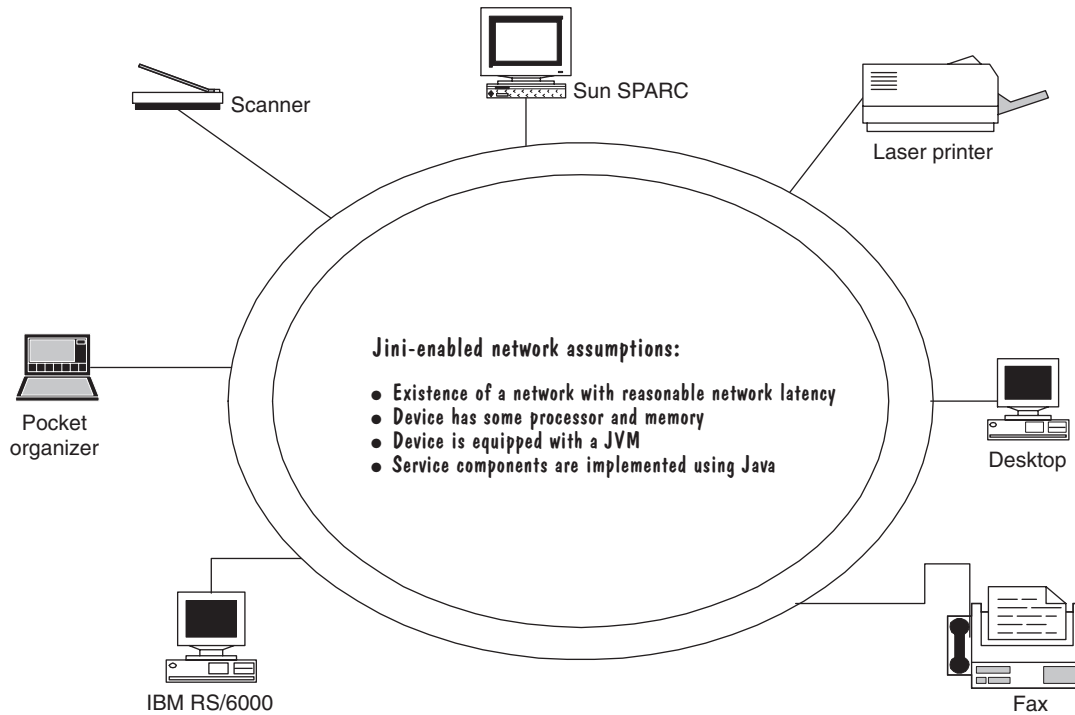 Scanner
Sun SPARC
Laser printer
Jini-enabled network assumptions:
● Existence of a network with reasonable network latency
● Device has some processor and memory
● Device is equipped with a JVM
● Service components are implemented using Java
Pocket
organizer
Desktop
IBM RS/6000
Fax